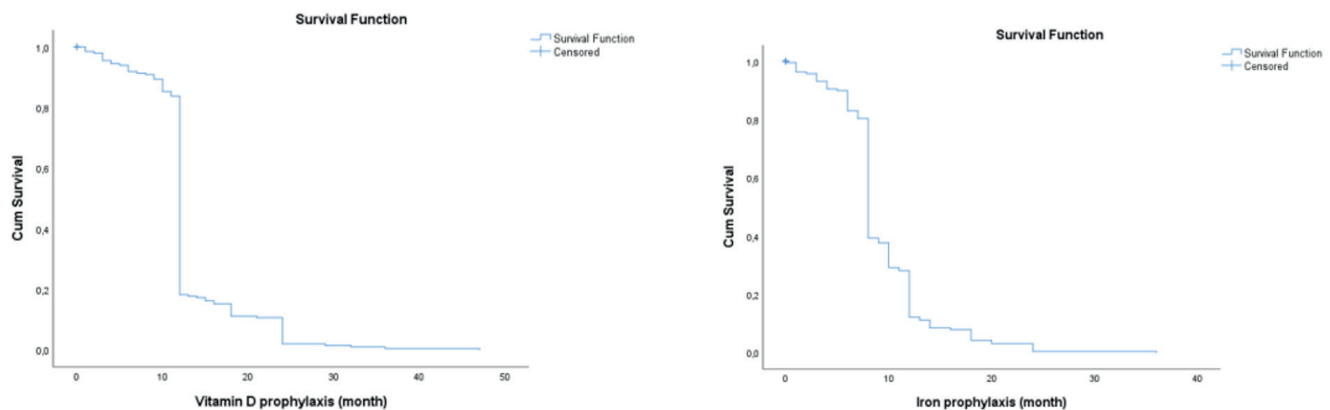 Survival Function
Survival Function
Censored
1,0
0,8
0,6
0,4
0,2
0,0
Cum Survival
0
10
20
30
40
50
Vitamin D prophylaxis (month)
Survival Function
Survival Function
Censored
1,0
0,8
0,6
0,4
0,2
0,0
Cum Survival
0
10
20
30
40
Iron prophylaxis (month)